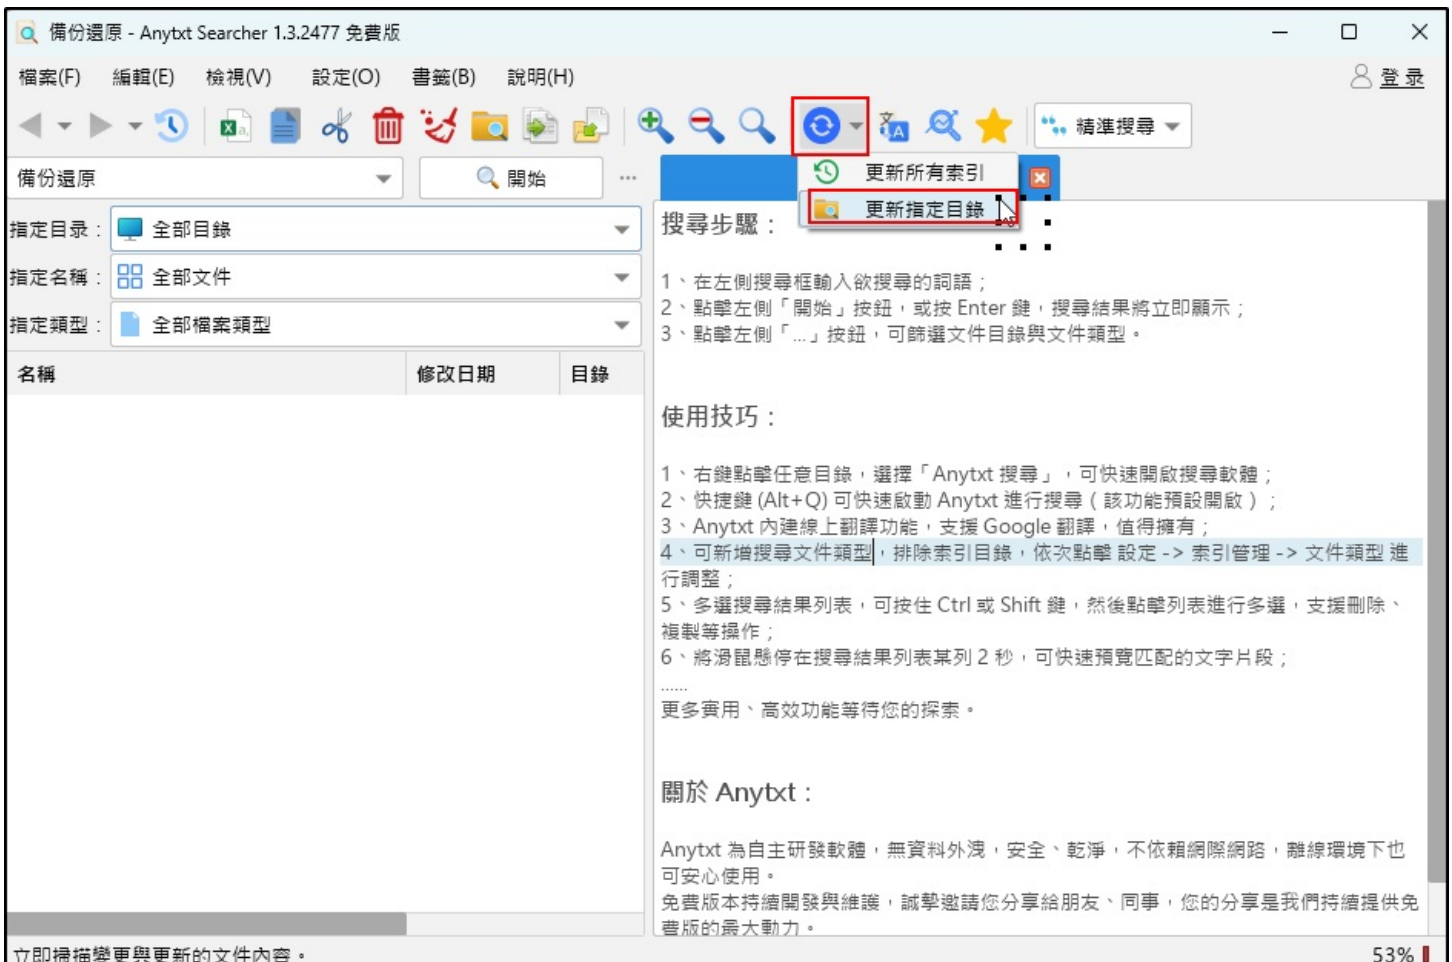 備份還原 - Anytxt Searcher 1.3.2477 免費版
檔案(F) 編輯(E) 檢視(V) 設定(O) 書籤(B) 說明(H) 登录
精準搜尋
備份還原 開始 ...
更新所有索引
更新指定目錄
指定目录： 全部目錄
指定名稱： 全部文件
指定類型： 全部檔案類型
名稱 修改日期 目錄
搜尋步驟：
1、在左側搜尋框輸入欲搜尋的詞語；
2、點擊左側「開始」按鈕，或按 Enter 鍵，搜尋結果將立即顯示；
3、點擊左側「...」按鈕，可篩選文件目錄與文件類型。
使用技巧：
1、右鍵點擊任意目錄，選擇「Anytxt 搜尋」，可快速開啟搜尋軟體；
2、快捷鍵 (Alt+Q) 可快速啟動 Anytxt 進行搜尋（該功能預設開啟）；
3、Anytxt 內建線上翻譯功能，支援 Google 翻譯，值得擁有；
4、可新增搜尋文件類型，排除索引目錄，依次點擊 設定 -> 索引管理 -> 文件類型 進
行調整；
5、多選搜尋結果列表，可按住 Ctrl 或 Shift 鍵，然後點擊列表進行多選，支援刪除、
複製等操作；
6、將滑鼠懸停在搜尋結果列表某列 2 秒，可快速預覽匹配的文字片段；
......
更多實用、高效功能等待您的探索。
關於 Anytxt：
Anytxt 為自主研發軟體，無資料外洩，安全、乾淨，不依賴網際網路，離線環境下也
可安心使用。
免費版本持續開發與維護，誠摯邀請您分享給朋友、同事，您的分享是我們持續提供免
費版的最大動力。
立即掃描變更與更新的文件內容。 53%